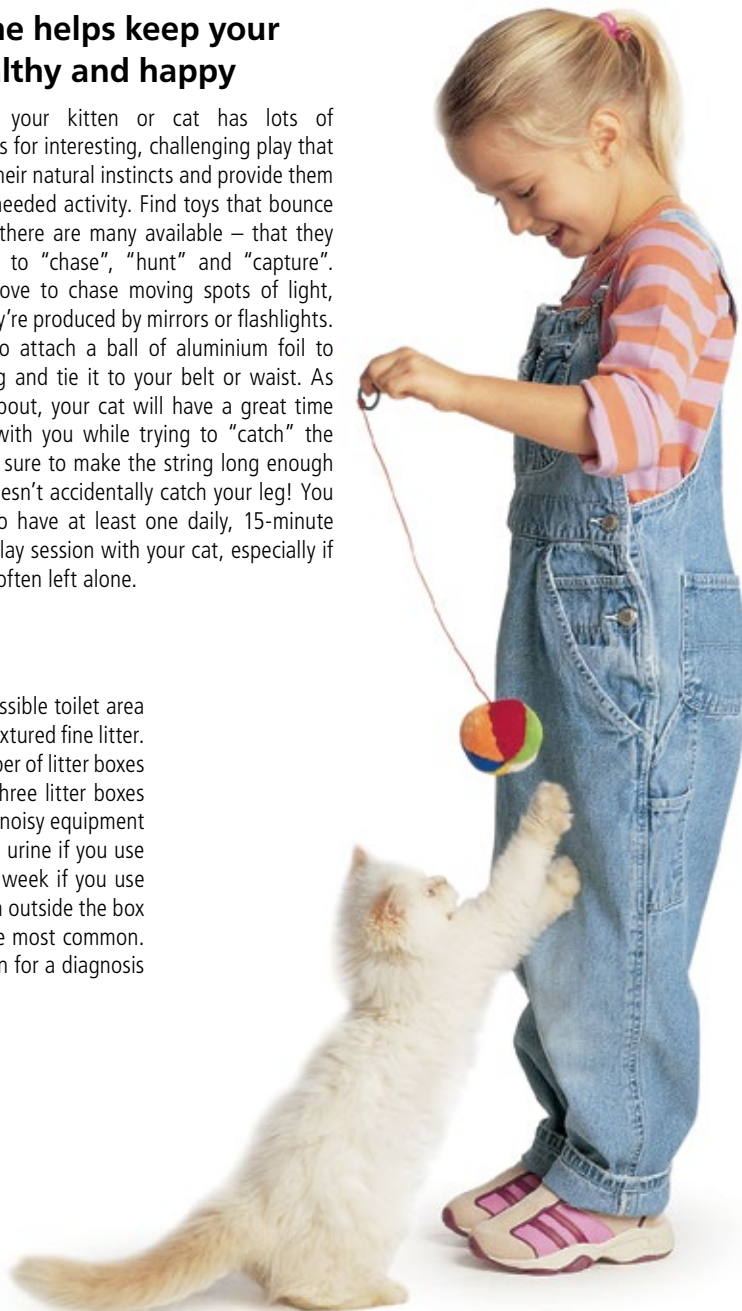 ne helps keep your
althy and happy
your kitten or cat has lots of
s for interesting, challenging play that
heir natural instincts and provide them
needed activity. Find toys that bounce
there are many available – that they
to “chase”, “hunt” and “capture”.
ove to chase moving spots of light,
y’re produced by mirrors or flashlights.
o attach a ball of aluminium foil to
g and tie it to your belt or waist. As
bout, your cat will have a great time
with you while trying to “catch” the
sure to make the string long enough
esn’t accidentally catch your leg! You
o have at least one daily, 15-minute
lay session with your cat, especially if
often left alone.
ssible toilet area
xtured fine litter.
ber of litter boxes
hree litter boxes
noisy equipment
urine if you use
week if you use
n outside the box
e most common.
n for a diagnosis